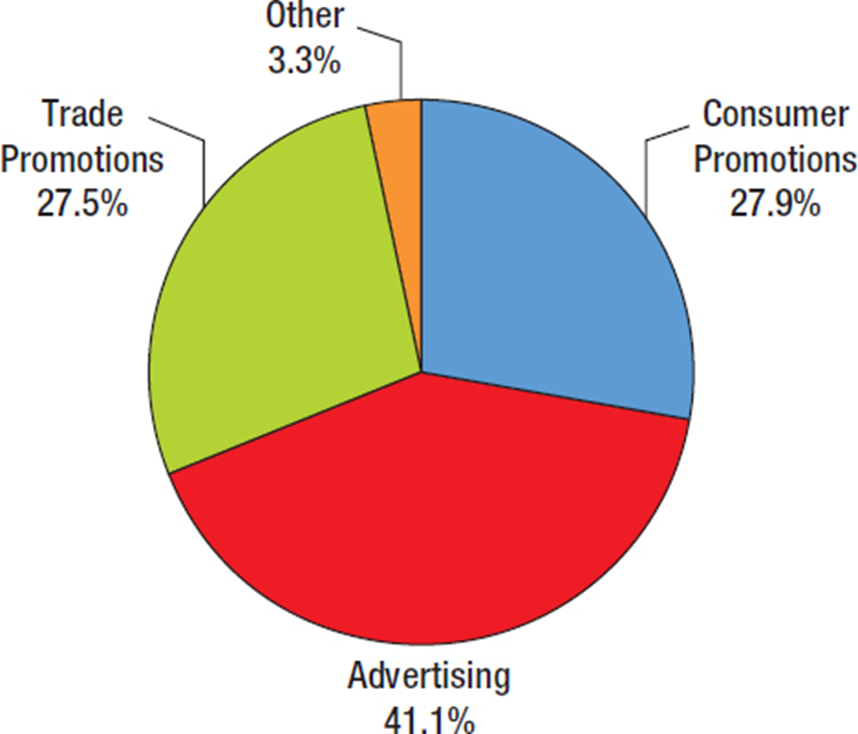 Other
3.3%
Trade
Promotions
27.5%
Consumer
Promotions
27.9%
Advertising
41.1%